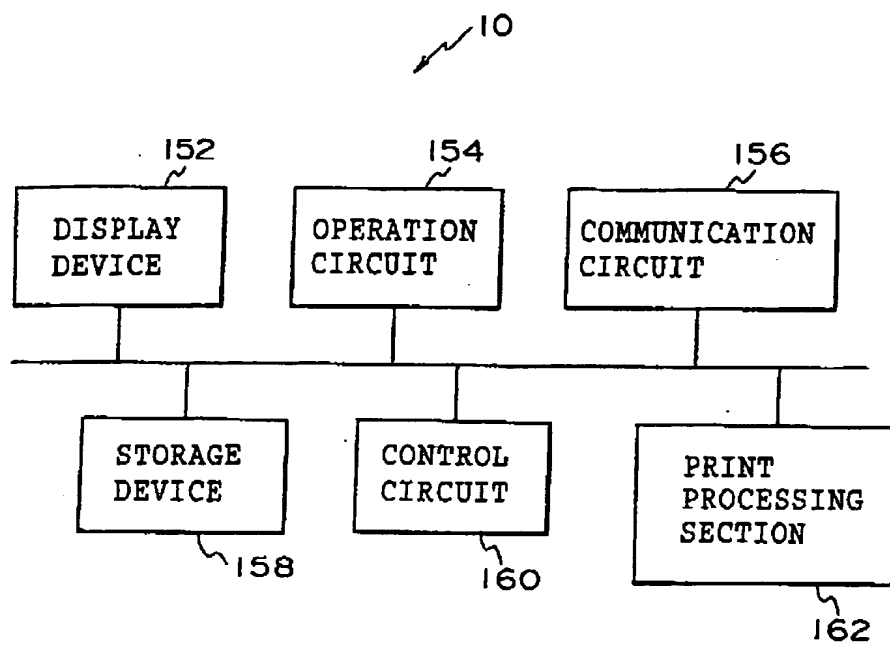 10
152
154
156
DISPLAY
DEVICE
OPERATION
CIRCUIT
COMMUNICATION
CIRCUIT
STORAGE
DEVICE
CONTROL
CIRCUIT
PRINT
PROCESSING
SECTION
158
160
162